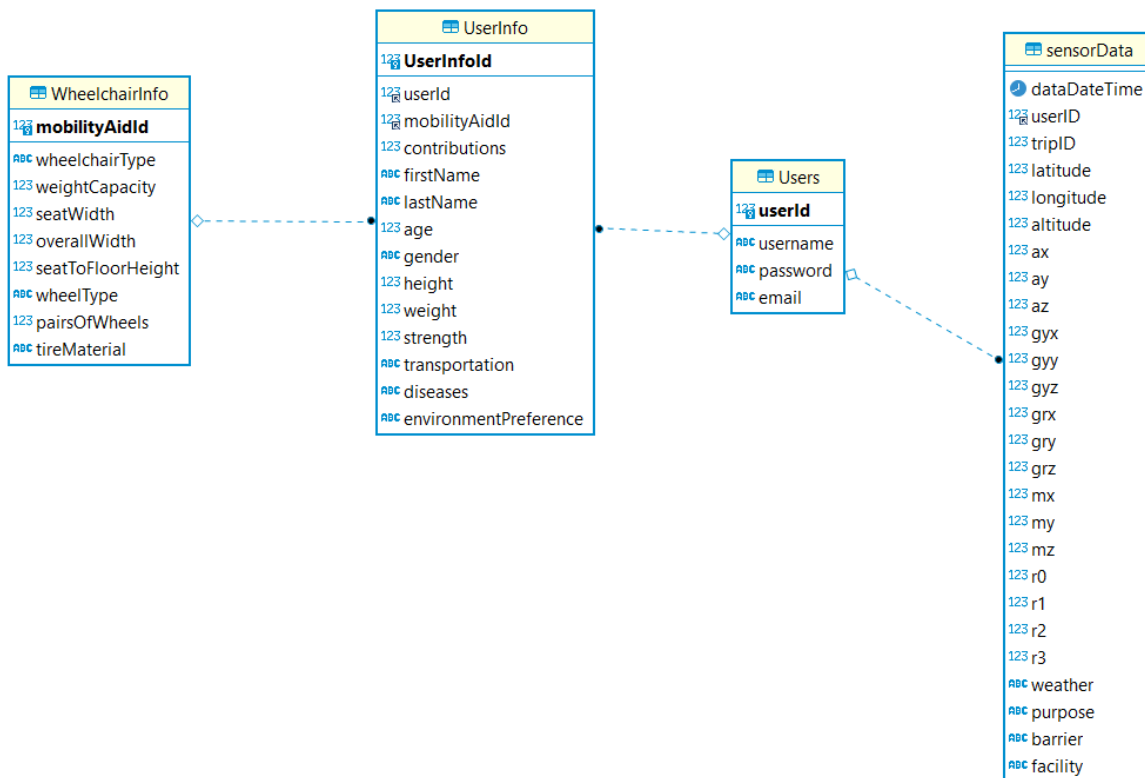 WheelchairInfo
mobilityAidId
wheelchairType
weightCapacity
seatWidth
overallWidth
seatToFloorHeight
wheelType
pairsOfWheels
tireMaterial
UserInfo
UserInfoId
userId
mobilityAidId
contributions
firstName
lastName
age
gender
height
weight
strength
transportation
diseases
environmentPreference
Users
userId
username
password
email
sensorData
dataDateTime
userID
tripID
latitude
longitude
altitude
ax
ay
az
gyx
gyy
gyz
grx
gry
grz
mx
my
mz
r0
r1
r2
r3
weather
purpose
barrier
facility